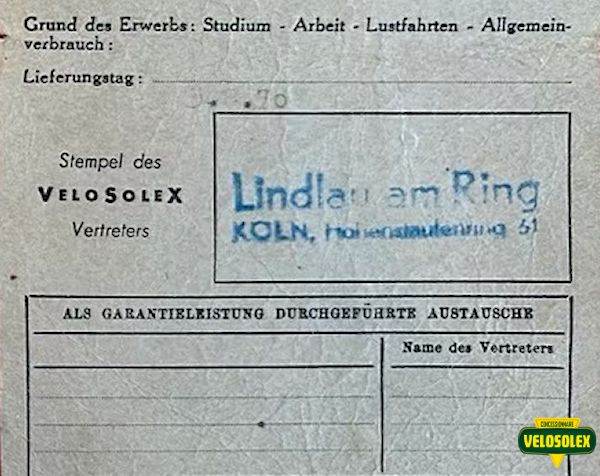 Grund des Erwerbs: Studium - Arbeit - Lustfahrten - Allgemein-
verbrauch :
Lieferungstag :
.70
Stempel des
VELOSOLEX
Vertreters
Lindlau am Ring
KÖLN, Hohenstaufenring 61
ALS GARANTIELEISTUNG DURCHGEFÜHRTE AUSTAUSCHE
Name des Vertreters
CONCESSIONNAIRE
VELOSOLEX